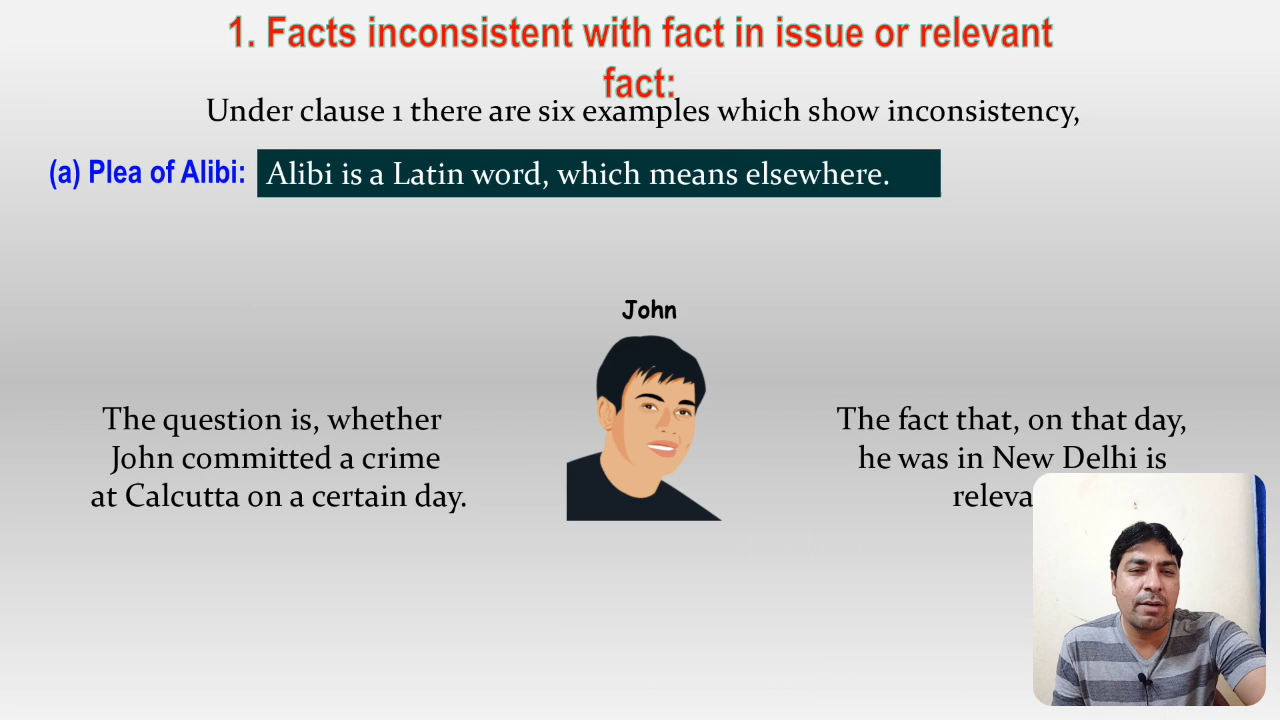 1. Facts inconsistent with fact in issue or relevant
fact:
Under clause 1 there are six examples which show inconsistency,
(a) Plea of Alibi: Alibi is a Latin word, which means elsewhere.
John
The question is, whether
John committed a crime
at Calcutta on a certain day.
The fact that, on that day,
he was in New Delhi is